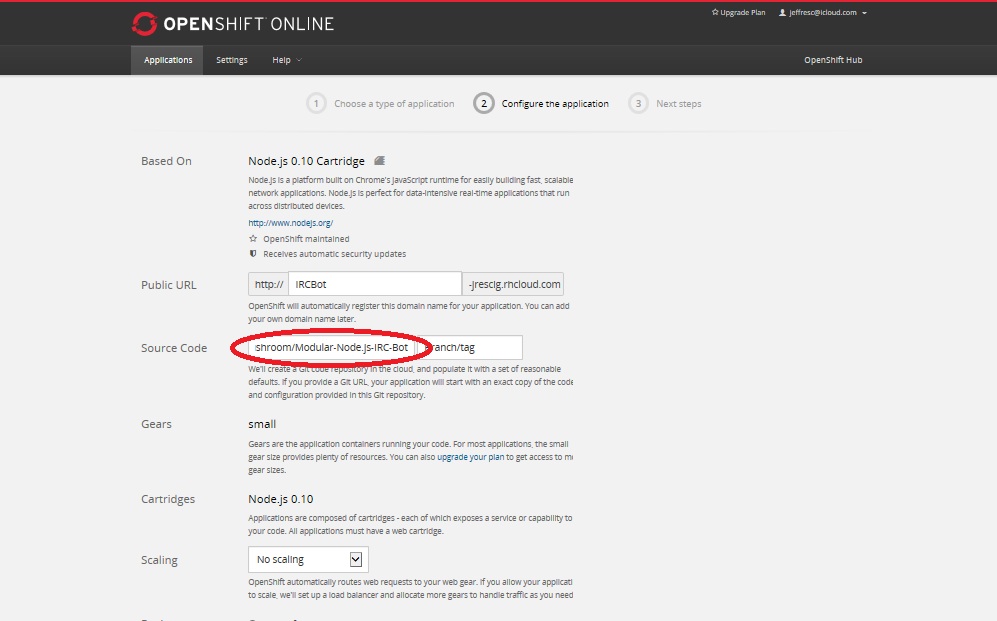 OPENSHIFT ONLINE
Upgrade Plan jeffresc@icloud.com
Applications Settings Help OpenShift Hub
1 Choose a type of application 2 Configure the application 3 Next steps
Based On Node.js 0.10 Cartridge
Node.js is a platform built on Chrome's JavaScript runtime for easily building fast, scalable
network applications. Node.js is perfect for data-intensive real-time applications that run
across distributed devices.
http://www.nodejs.org/
OpenShift maintained
Receives automatic security updates
Public URL http:// IRCBot -jrescig.rhcloud.com
OpenShift will automatically register this domain name for your application. You can add
your own domain name later.
Source Code shroom/Modular-Node.js-IRC-Bot ranch/tag
We'll create a Git code repository in the cloud, and populate it with a set of reasonable
defaults. If you provide a Git URL, your application will start with an exact copy of the code
and configuration provided in this Git repository.
Gears small
Gears are the application containers running your code. For most applications, the small
gear size provides plenty of resources. You can also upgrade your plan to get access to m
gear sizes.
Cartridges Node.js 0.10
Applications are composed of cartridges - each of which exposes a service or capability to
your code. All applications must have a web cartridge.
Scaling No scaling
OpenShift automatically routes web requests to your web gear. If you allow your applicati
to scale, we'll set up a load balancer and allocate more gears to handle traffic as you need